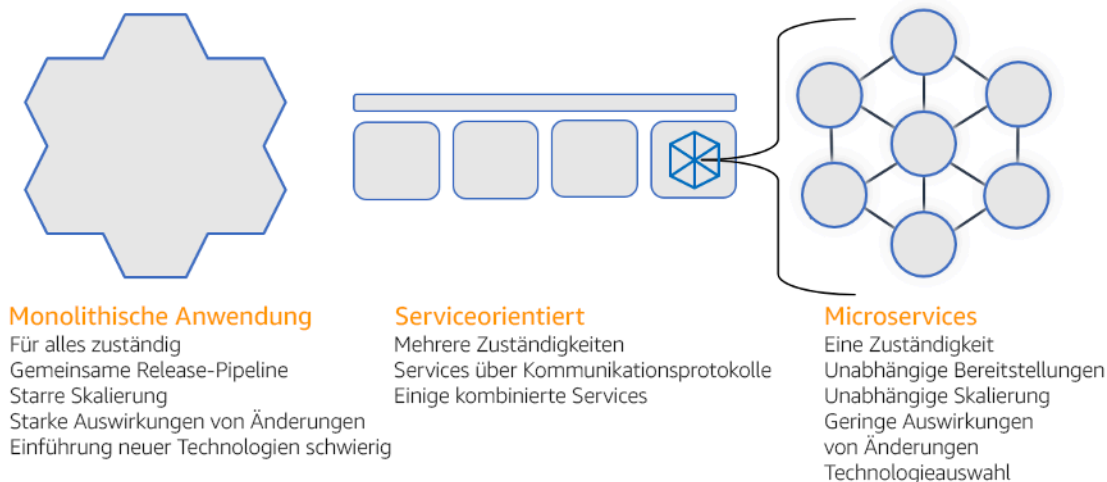 Monolithische Anwendung
Für alles zuständig
Gemeinsame Release-Pipeline
Starre Skalierung
Starke Auswirkungen von Änderungen
Einführung neuer Technologien schwierig
Serviceorientiert
Mehrere Zuständigkeiten
Services über Kommunikationsprotokolle
Einige kombinierte Services
Microservices
Eine Zuständigkeit
Unabhängige Bereitstellungen
Unabhängige Skalierung
Geringe Auswirkungen
von Änderungen
Technologieauswahl